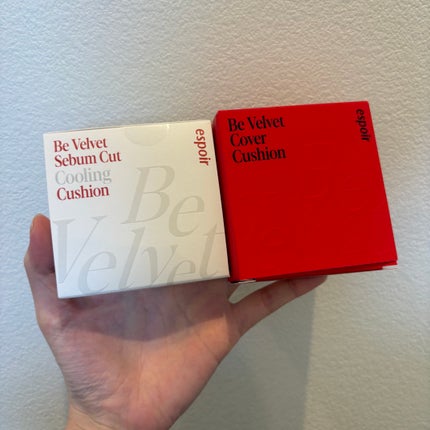 Be Velvet
Sebum Cut
Cooling
Cushion
espoir
Be
Velvet
Be Velvet
Cover
Cushion
espoir